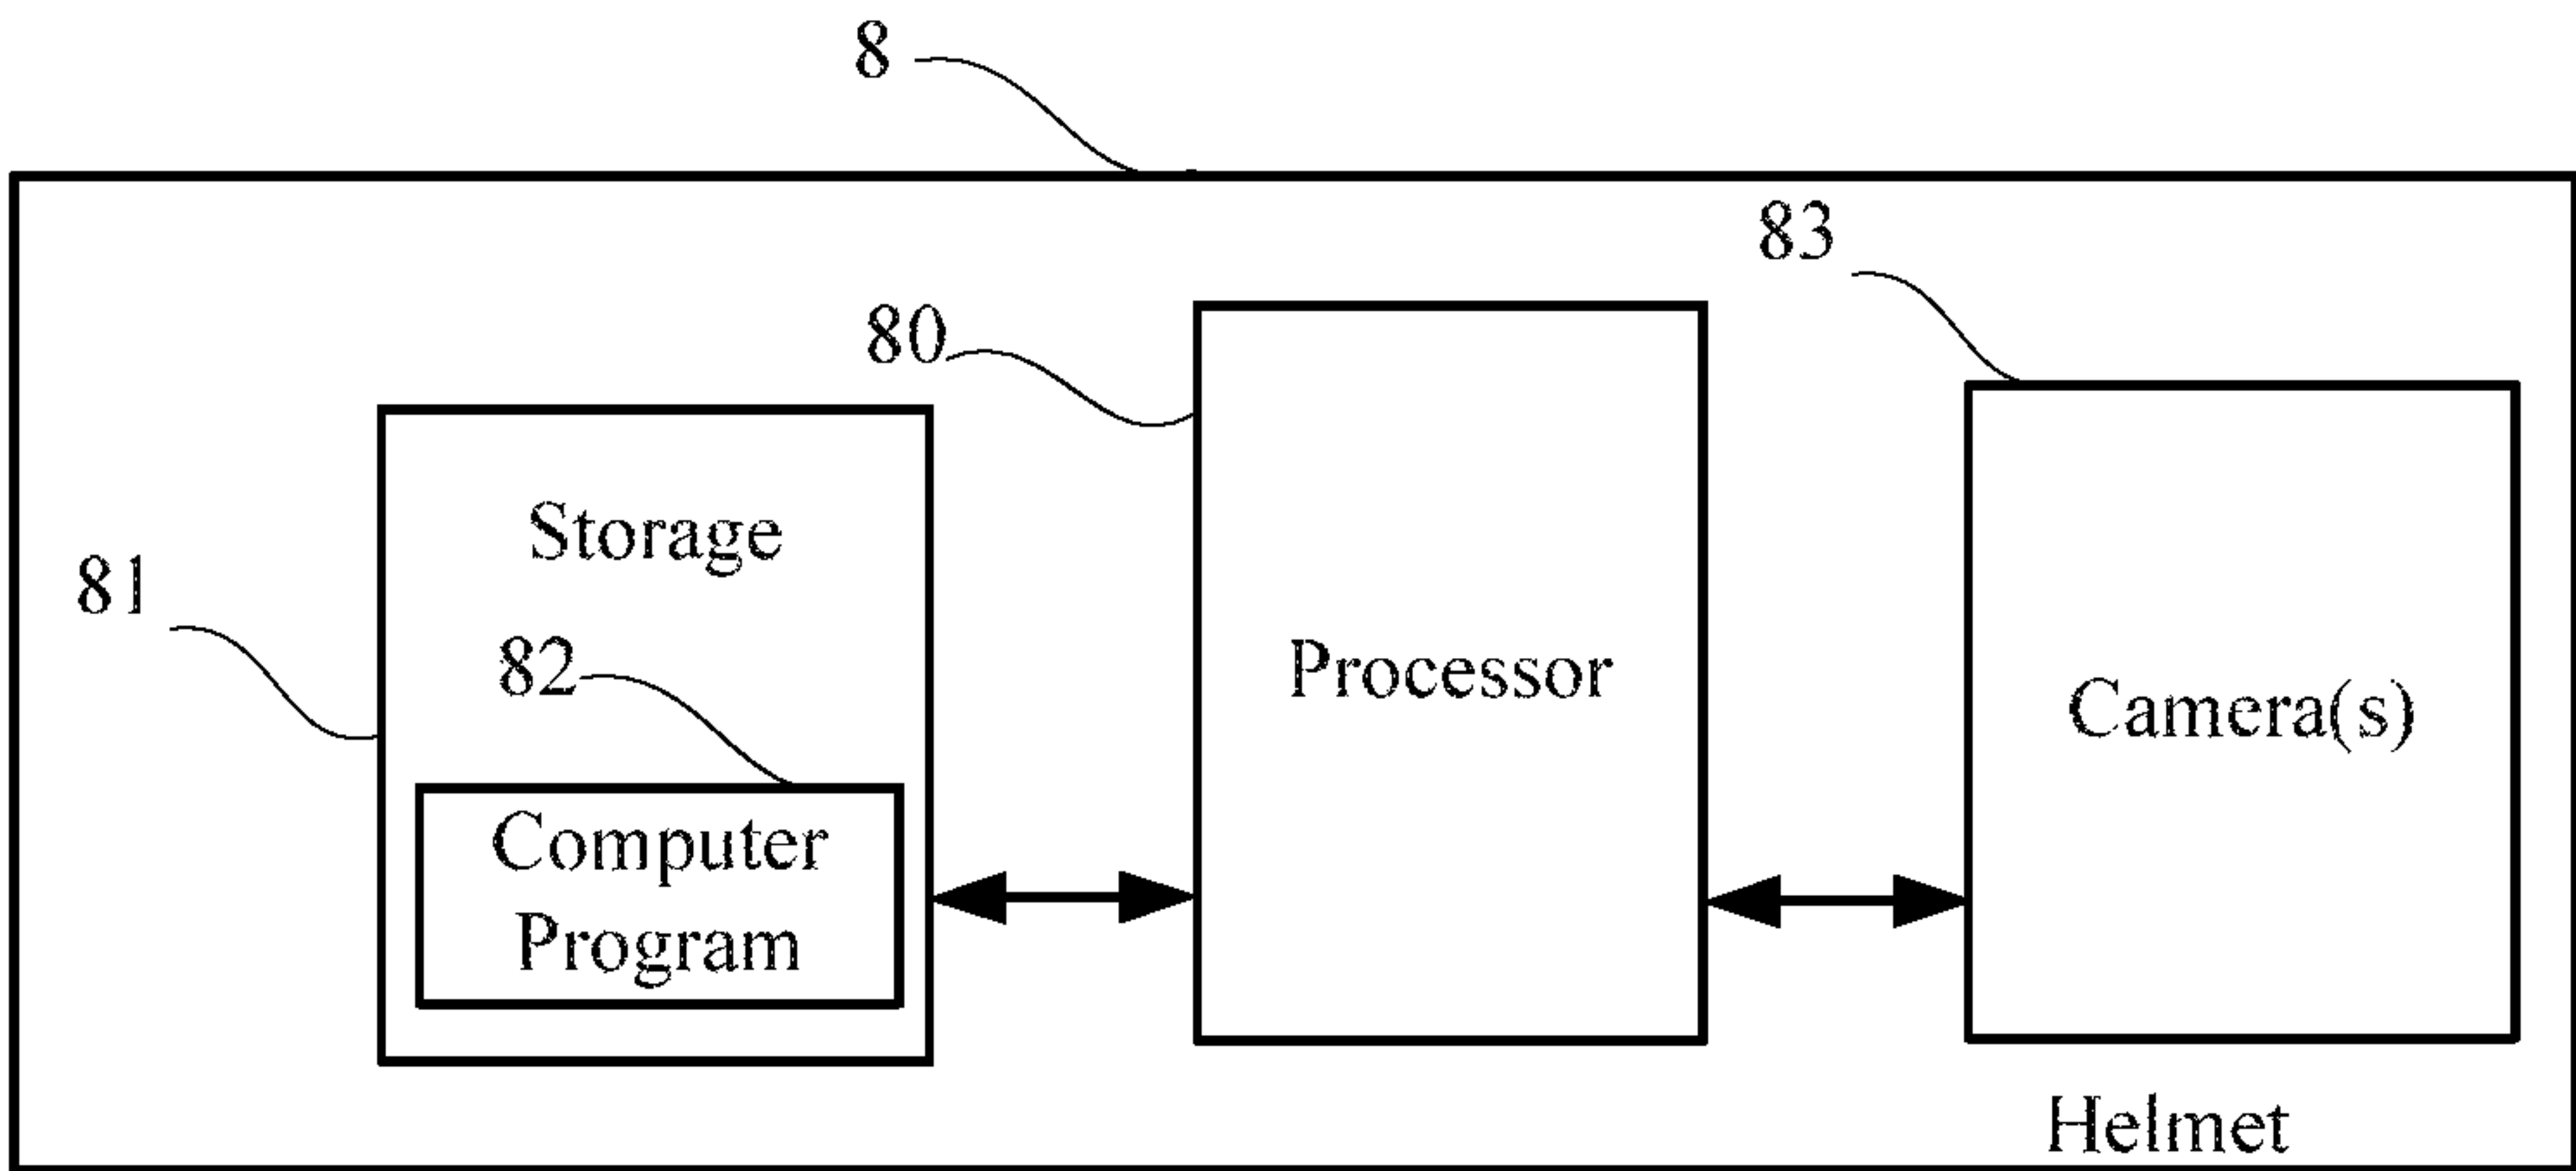 8
83
80
Storage
81
82
Processor
Camera(s)
Computer
Program
Helmet